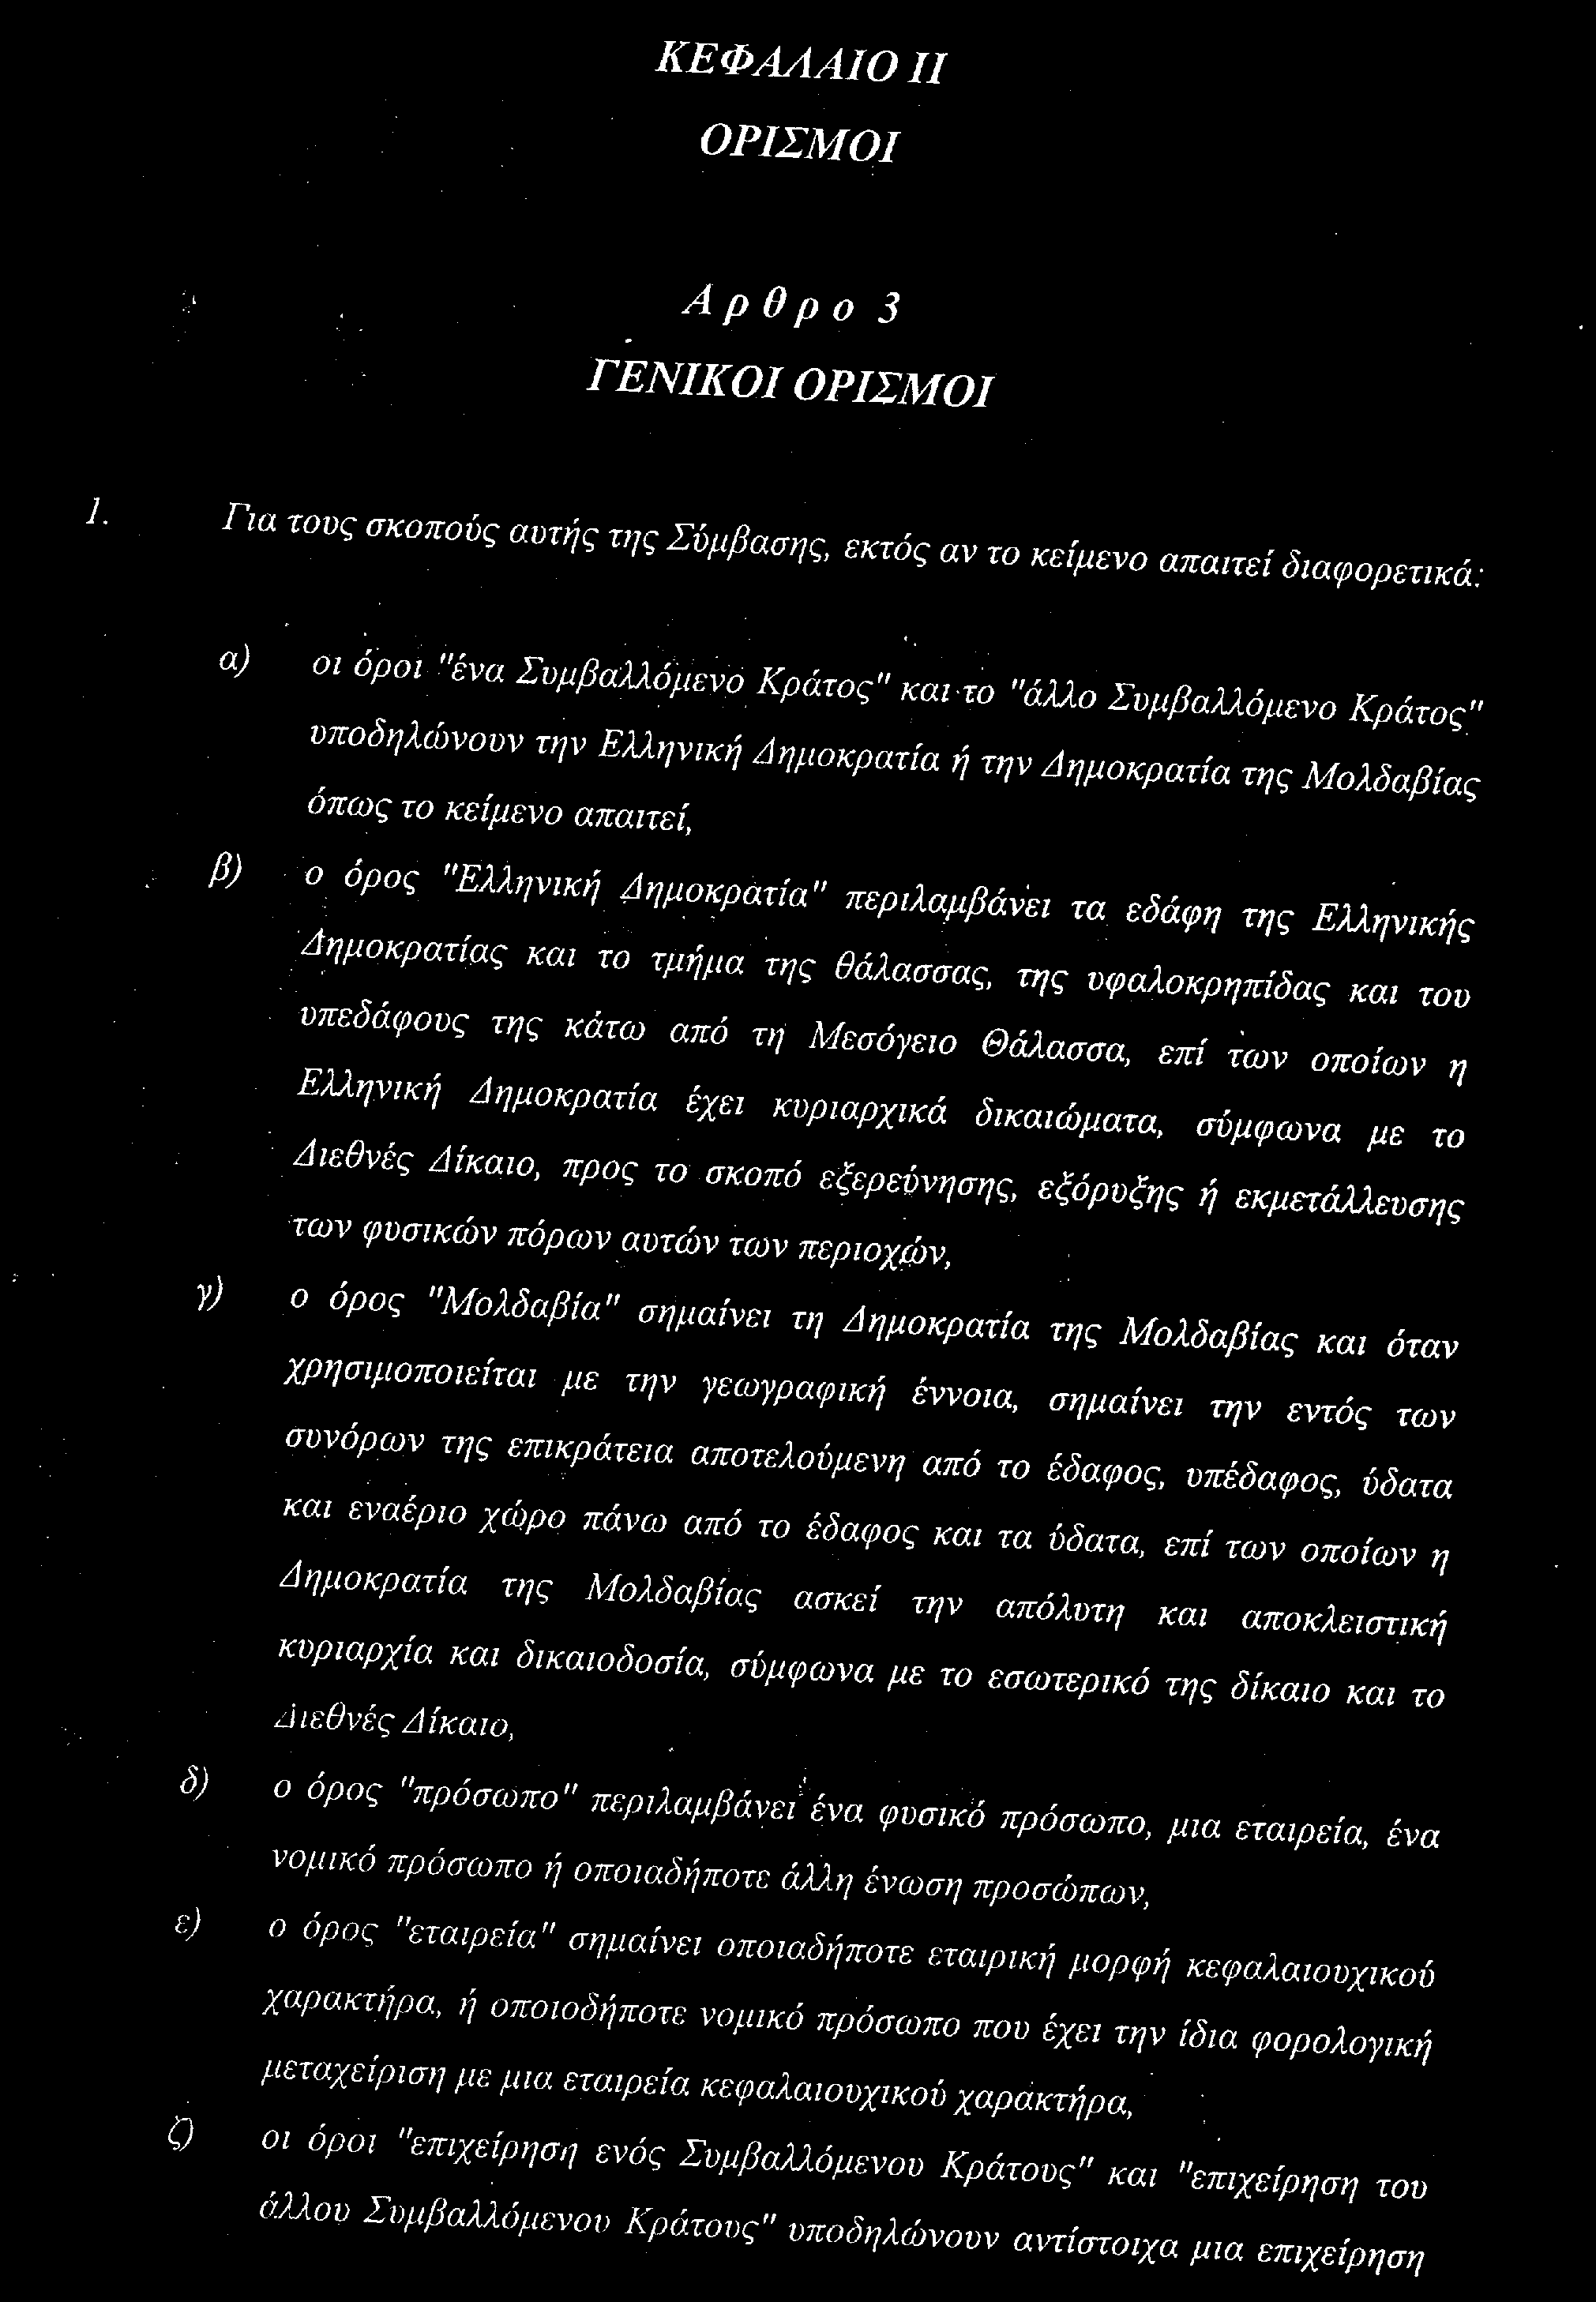 ΚΕΦΑΛΑΙΟ ΙΙ
ΟΡΙΣΜΟΙ
Α ρ θ ρ ο 3
ΓΕΝΙΚΟΙ ΟΡΙΣΜΟΙ
1. Για τους σκοπούς αυτής της Σύμβασης, εκτός αν το κείμενο απαιτεί διαφορετικά:
α) οι όροι "ένα Συμβαλλόμενο Κράτος" και το "άλλο Συμβαλλόμενο Κράτος"
υποδηλώνουν την Ελληνική Δημοκρατία ή την Δημοκρατία της Μολδαβίας
όπως το κείμενο απαιτεί,
β) ο όρος "Ελληνική Δημοκρατία" περιλαμβάνει τα εδάφη της Ελληνικής
Δημοκρατίας και το τμήμα της θάλασσας, της υφαλοκρηπίδας και του
υπεδάφους της κάτω από τη Μεσόγειο Θάλασσα, επί των οποίων η
Ελληνική Δημοκρατία έχει κυριαρχικά δικαιώματα, σύμφωνα με το
Διεθνές Δίκαιο, προς το σκοπό εξερεύνησης, εξόρυξης ή εκμετάλλευσης
των φυσικών πόρων αυτών των περιοχών,
γ) ο όρος "Μολδαβία" σημαίνει τη Δημοκρατία της Μολδαβίας και όταν
χρησιμοποιείται με την γεωγραφική έννοια, σημαίνει την εντός των
συνόρων της επικράτεια αποτελούμενη από το έδαφος, υπέδαφος, ύδατα
και εναέριο χώρο πάνω από το έδαφος και τα ύδατα, επί των οποίων η
Δημοκρατία της Μολδαβίας ασκεί την απόλυτη και αποκλειστική
κυριαρχία και δικαιοδοσία, σύμφωνα με το εσωτερικό της δίκαιο και το
Διεθνές Δίκαιο,
δ) ο όρος "πρόσωπο" περιλαμβάνει ένα φυσικό πρόσωπο, μια εταιρεία, ένα
νομικό πρόσωπο ή οποιαδήποτε άλλη ένωση προσώπων,
ε) ο όρος "εταιρεία" σημαίνει οποιαδήποτε εταιρική μορφή κεφαλαιουχικού
χαρακτήρα, ή οποιοδήποτε νομικό πρόσωπο που έχει την ίδια φορολογική
μεταχείριση με μια εταιρεία κεφαλαιουχικού χαρακτήρα,
ζ) οι όροι "επιχείρηση ενός Συμβαλλόμενου Κράτους" και "επιχείρηση του
άλλου Συμβαλλόμενου Κράτους" υποδηλώνουν αντίστοιχα μια επιχείρηση